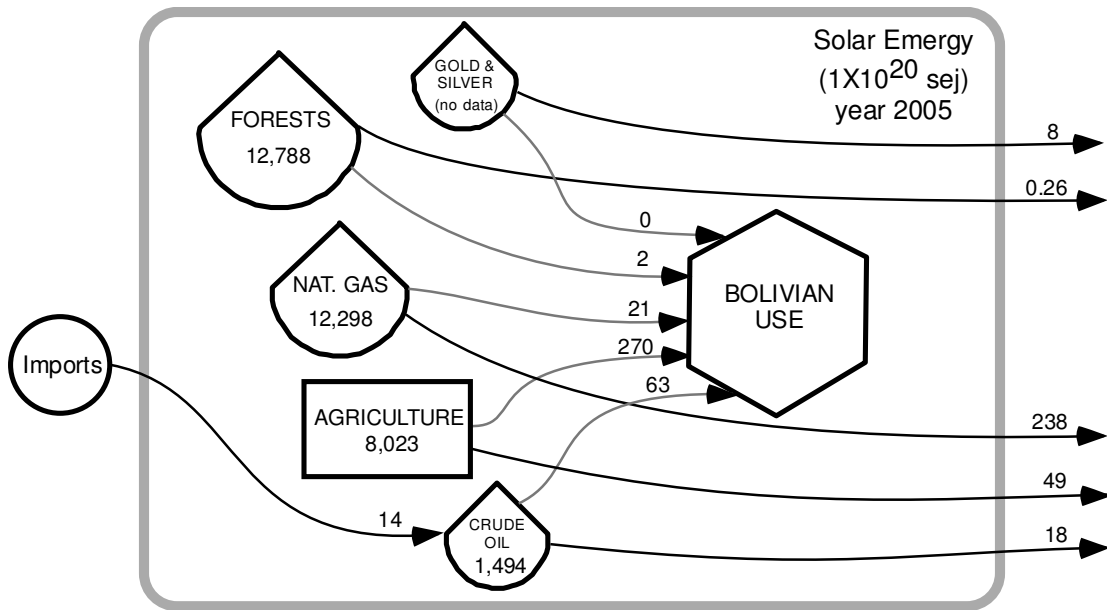 Solar Emergy
(1X10^20 sej)
year 2005
GOLD &
SILVER
(no data)
FORESTS
12,788
8
0.26
0
2
NAT. GAS
12,298
21
BOLIVIAN
USE
270
Imports
63
AGRICULTURE
8,023
238
49
14
CRUDE
OIL
1,494
18